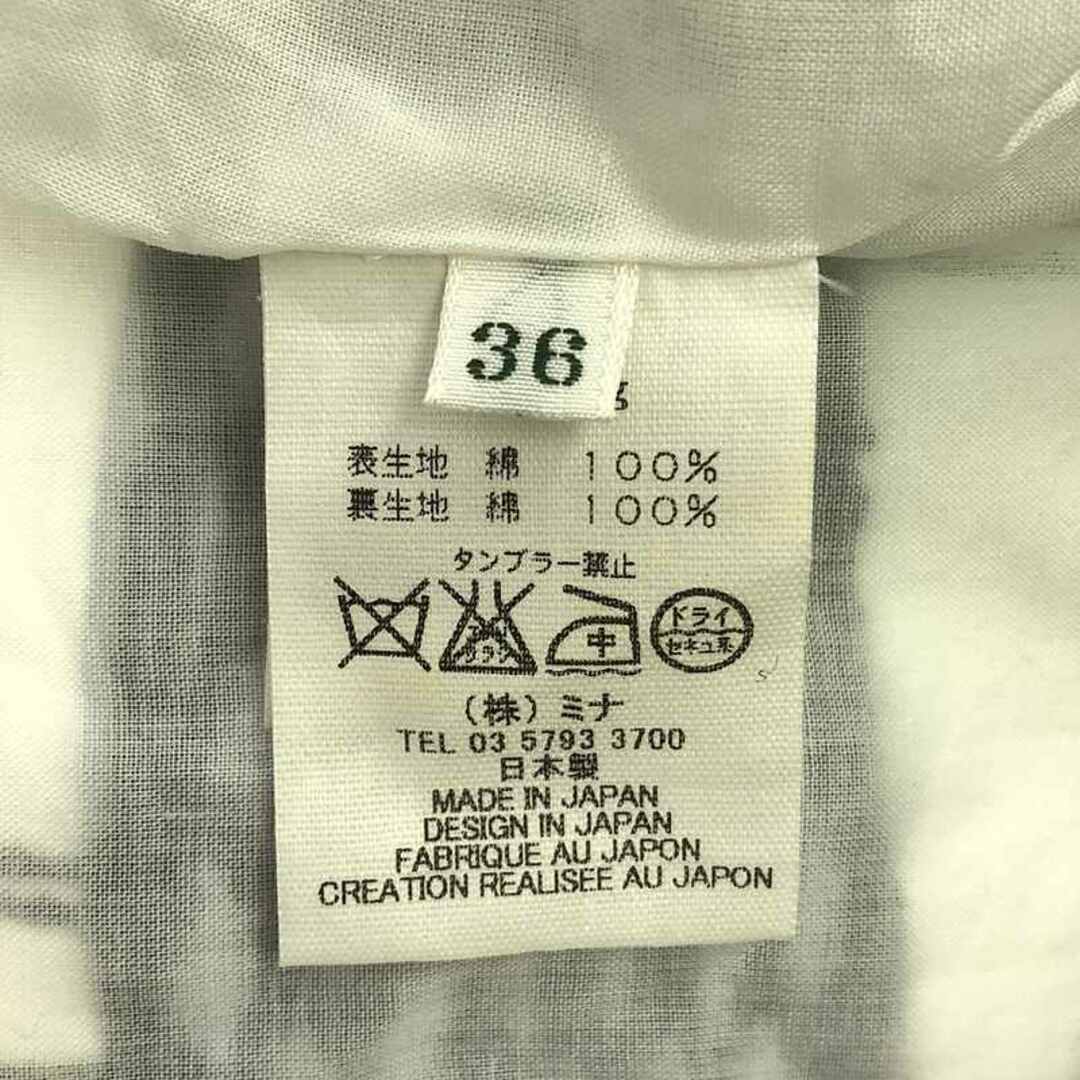 36
g
表生地 綿 100%
裏生地 綿 100%
タンブラー禁止
中
ドライ
セキユ系
(株)ミナ
TEL 03 5793 3700
日本製
MADE IN JAPAN
DESIGN IN JAPAN
FABRIQUE AU JAPON
CREATION REALISEE AU JAPON